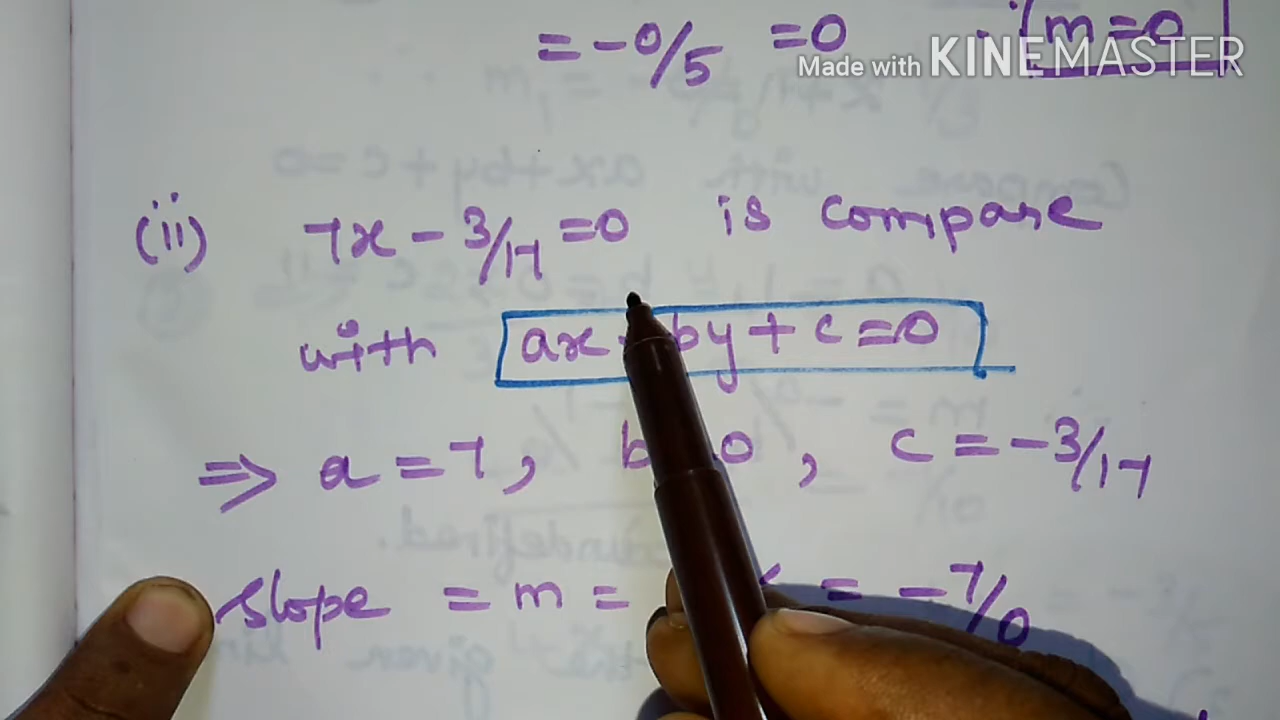 = -0/5 = 0 ∴ m = 0
Made with KINEMASTER
(ii) 7x - 3/17 = 0 is compare
with ax + by + c = 0
⇒ a = 7, b 0, c = -3/17
slope = m = = -7/0